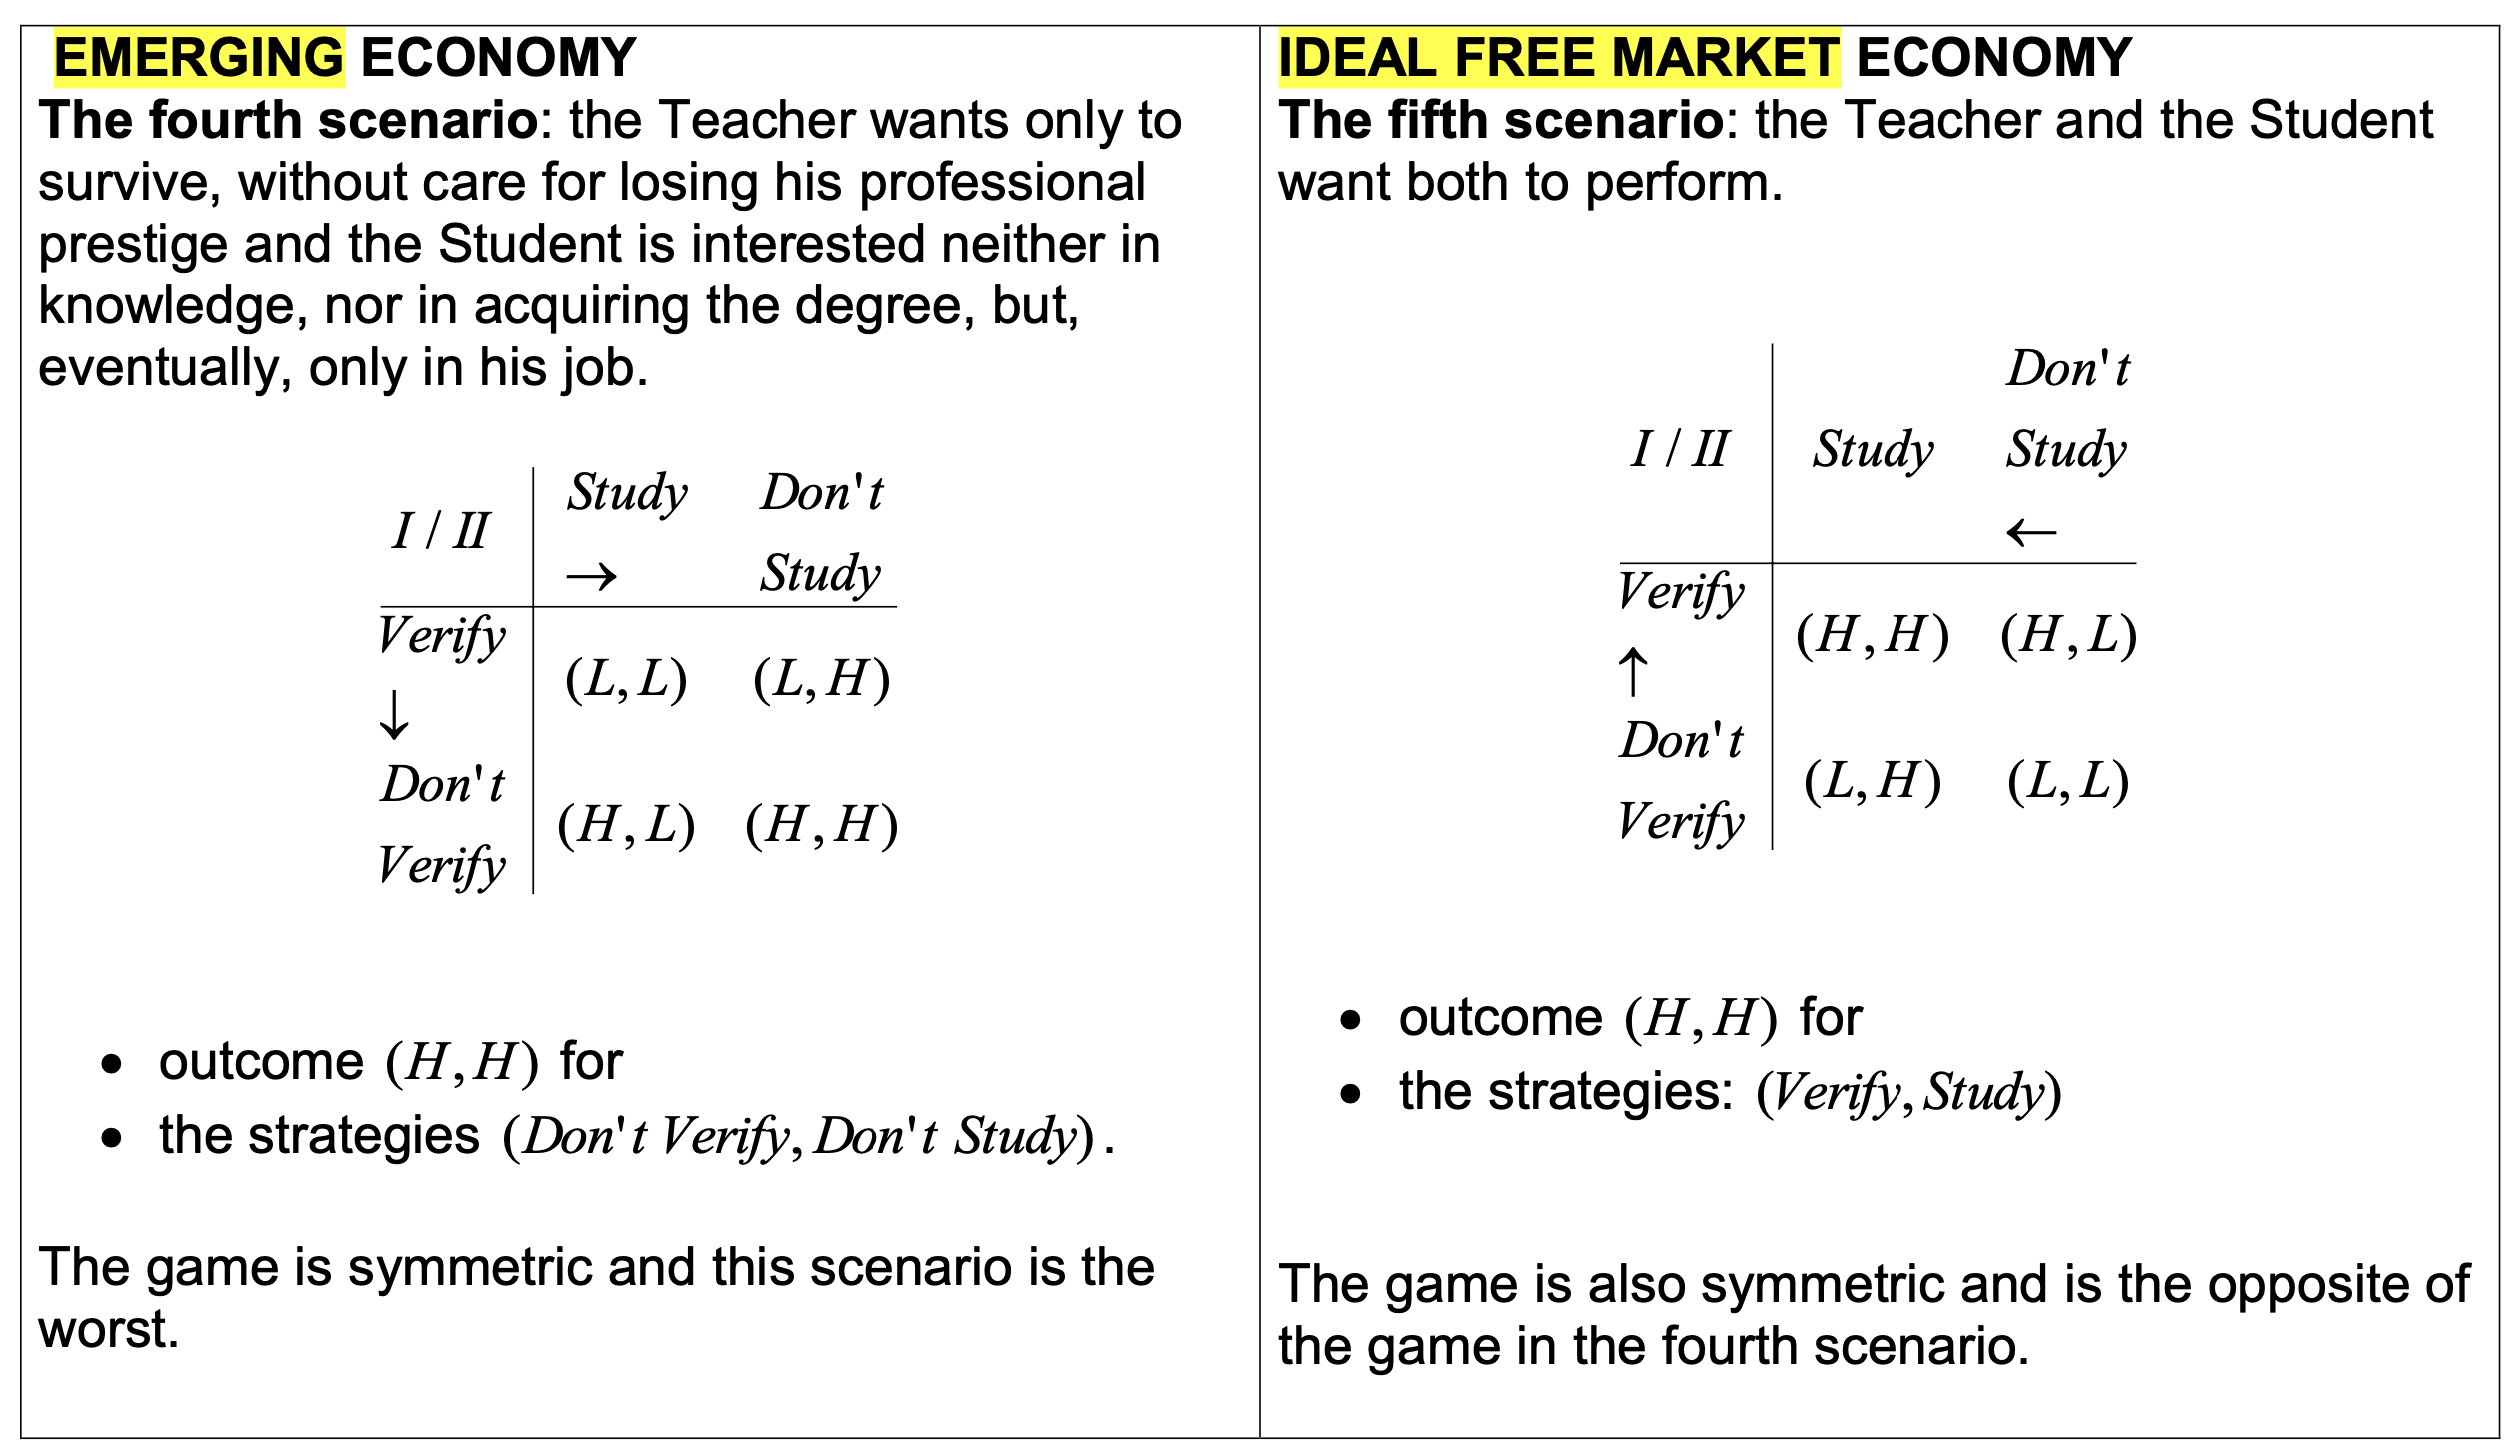 EMERGING ECONOMY
The fourth scenario: the Teacher wants only to
survive, without care for losing his professional
prestige and the Student is interested neither in
knowledge, nor in acquiring the degree, but,
eventually, only in his job.
Study Don't
I / II
→ Study
Verify
(L, L) (L, H)
↓
Don't
(H, L) (H, H)
Verify
• outcome (H, H) for
• the strategies (Don't Verify, Don't Study).
The game is symmetric and this scenario is the
worst.
IDEAL FREE MARKET ECONOMY
The fifth scenario: the Teacher and the Student
want both to perform.
Don't
I / II Study Study
←
Verify
(H, H) (H, L)
↑
Don't
(L, H) (L, L)
Verify
• outcome (H, H) for
• the strategies: (Verify, Study)
The game is also symmetric and is the opposite of
the game in the fourth scenario.